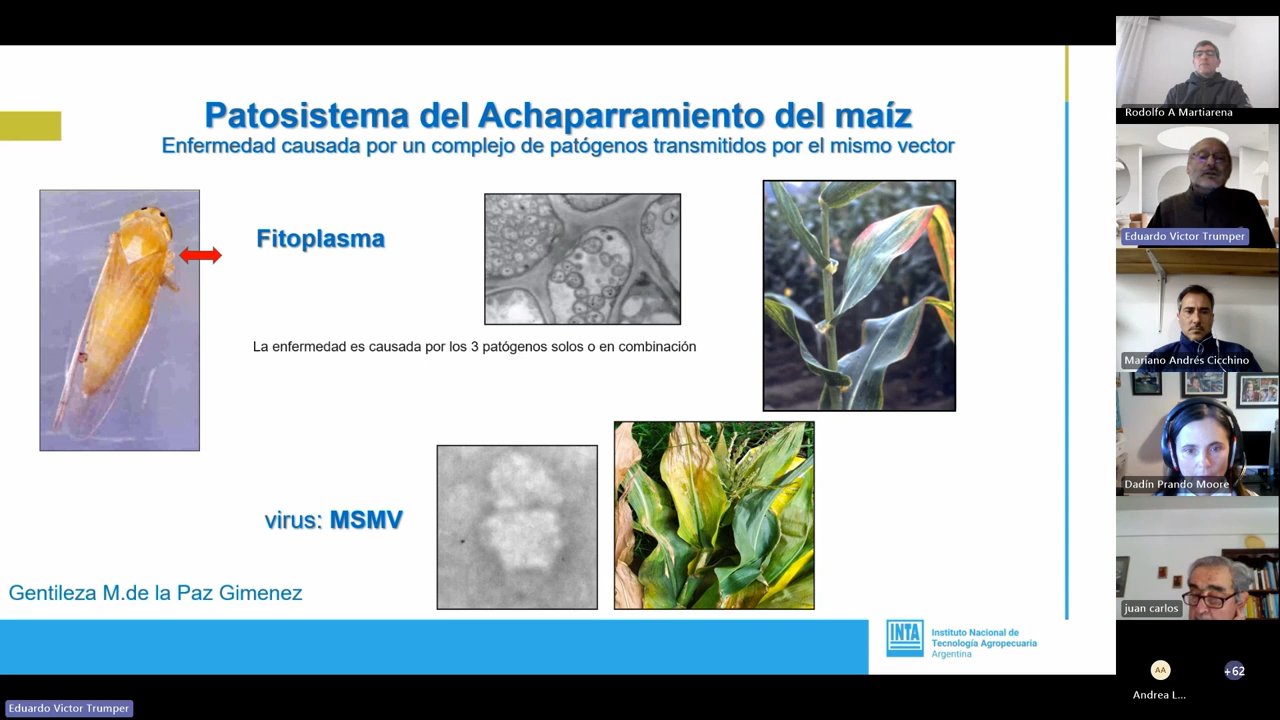 Patosistema del Achaparramiento del maíz
Enfermedad causada por un complejo de patógenos transmitidos por el mismo vector
Fitoplasma
La enfermedad es causada por los 3 patógenos solos o en combinación
virus: MSMV
Gentileza M.de la Paz Gimenez
INTA
Instituto Nacional de
Tecnología Agropecuaria
Argentina
Eduardo Victor Trumper
Rodolfo A Martiarena
Eduardo Victor Trumper
Mariano Andrés Cicchino
Dadín Prando Moore
juan carlos
AA
+62
Andrea L...